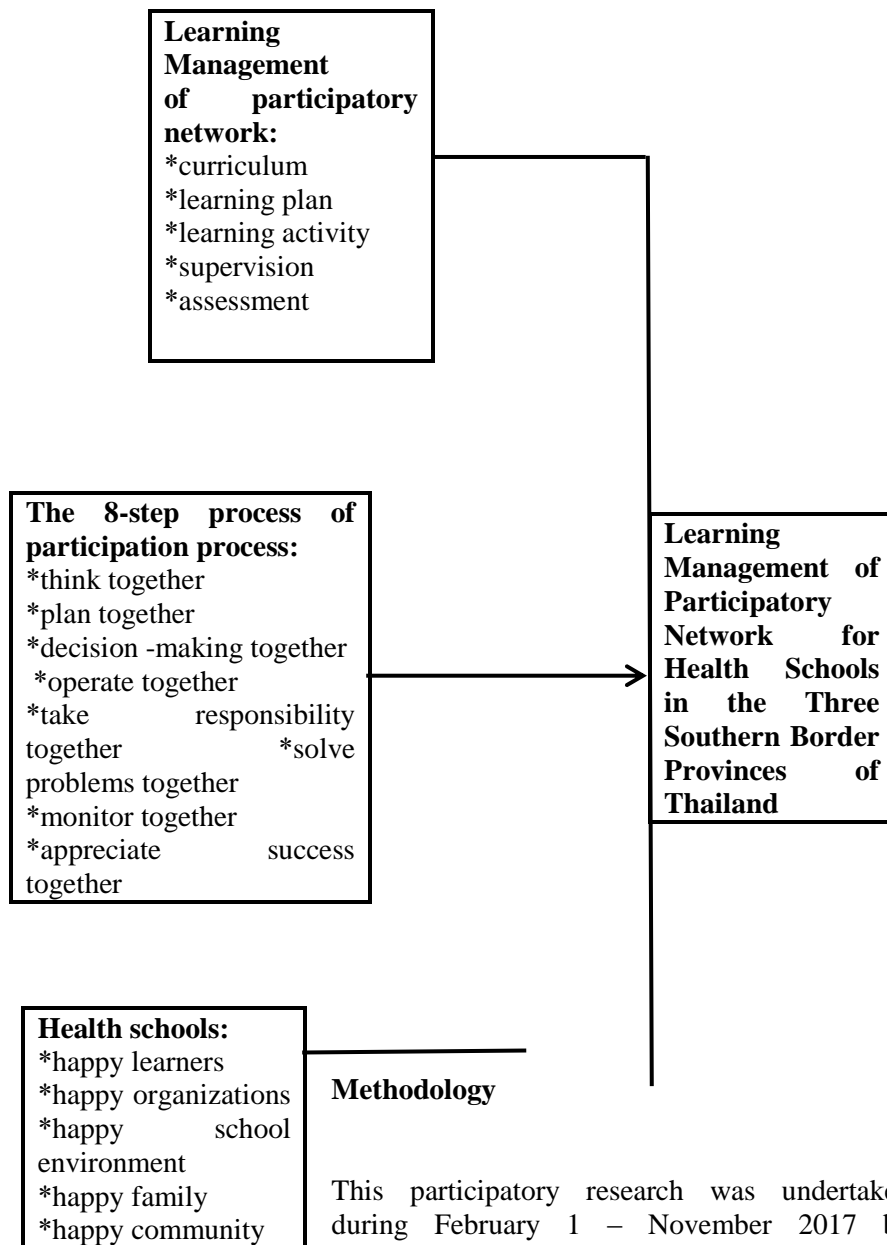 Learning
Management
of participatory
network:
*curriculum
*learning plan
*learning activity
*supervision
*assessment
The 8-step process of
participation process:
*think together
*plan together
*decision -making together
*operate together
*take responsibility
together *solve
problems together
*monitor together
*appreciate success
together
Learning
Management of
Participatory
Network for
Health Schools
in the Three
Southern Border
Provinces of
Thailand
Health schools:
*happy learners
*happy organizations
*happy school
environment
*happy family
*happy community
Methodology
This participatory research was
during February 1 – November 2017